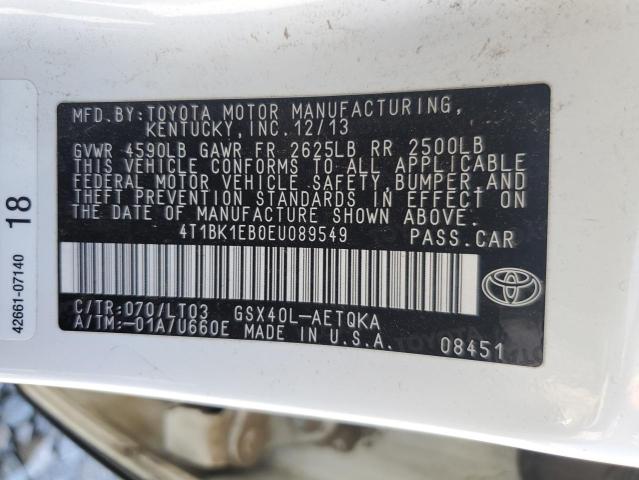 MFD.BY:TOYOTA MOTOR MANUFACTURING,
KENTUCKY, INC. 12/13
GVWR 4590LB GAWR FR 2625LB RR 2500LB
THIS VEHICLE CONFORMS TO ALL APPLICABLE
FEDERAL MOTOR VEHICLE SAFETY, BUMPER, AND
THEFT PREVENTION STANDARDS IN EFFECT ON
THE DATE OF MANUFACTURE SHOWN ABOVE.
4T1BK1EB0EU089549 PASS.CAR
C/TR:070/LT03 GSX40L-AETQKA
A/TM:-01A/U660E MADE IN U.S.A. 08451
TOYOTA
42661-07140 18